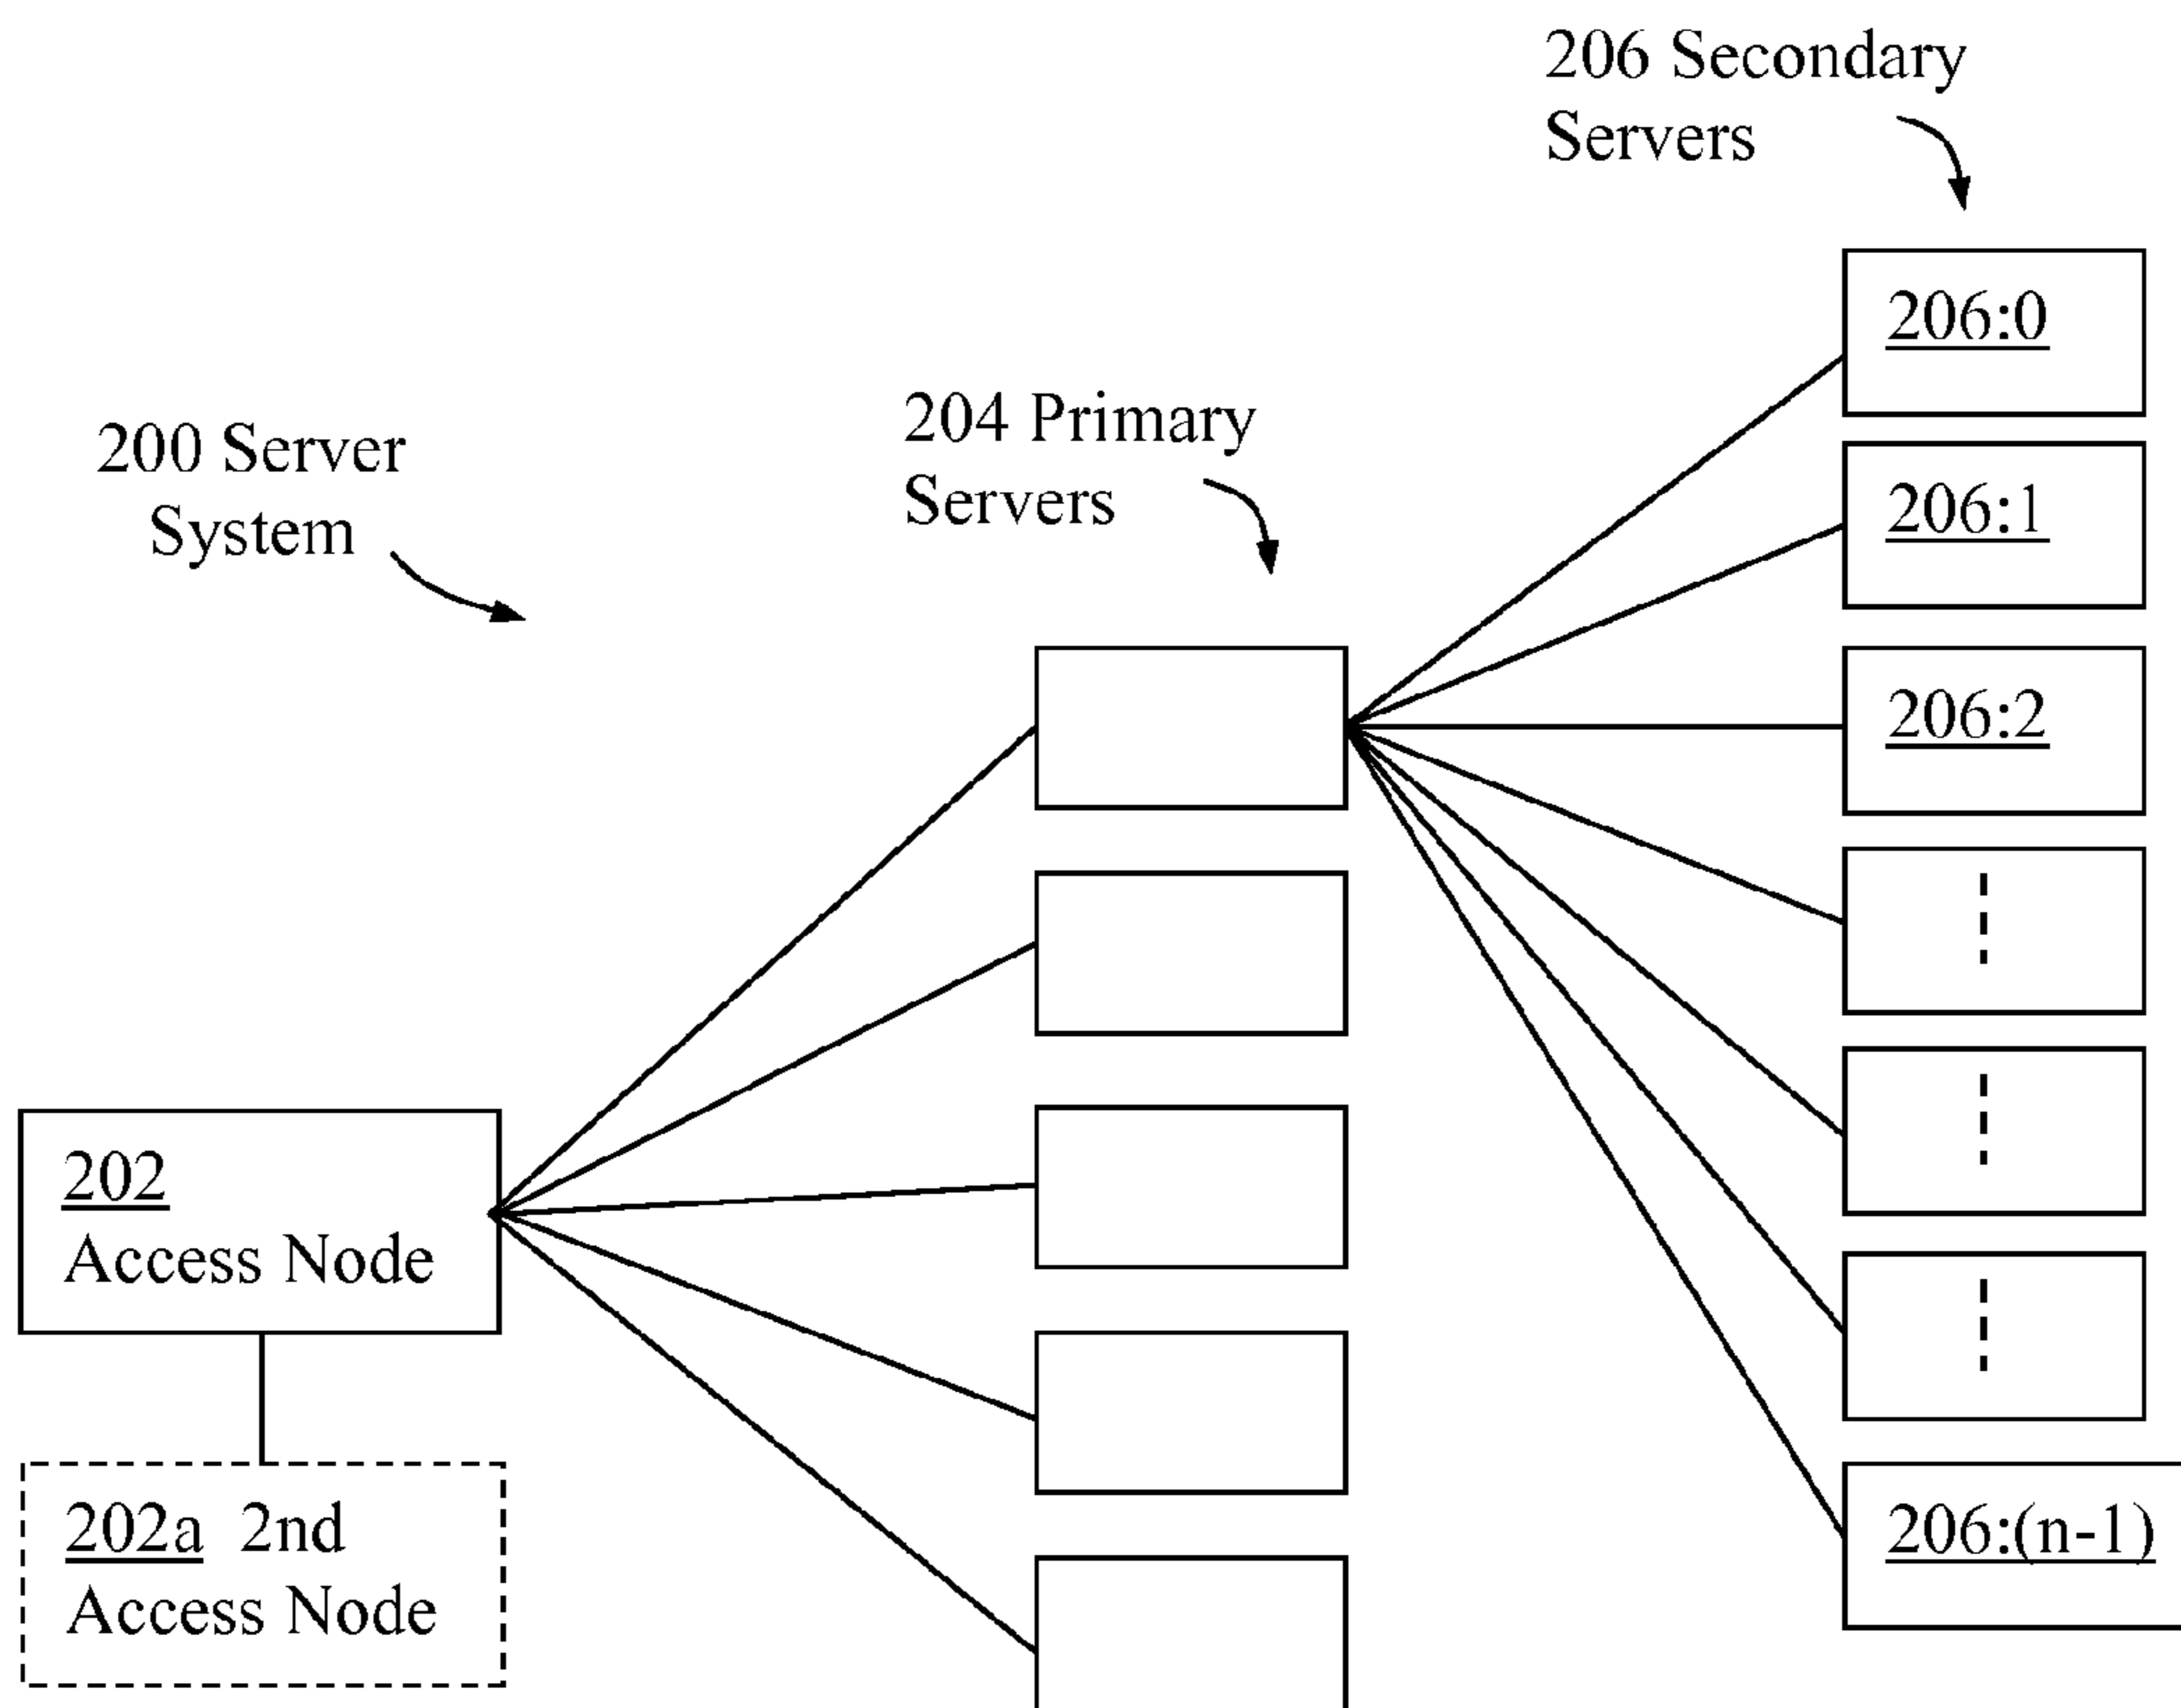 206 Secondary
Servers
206:0
204 Primary
Servers
200 Server
System
206:1
206:2
202
Access Node
202a 2nd
Access Node
206:(n-1)